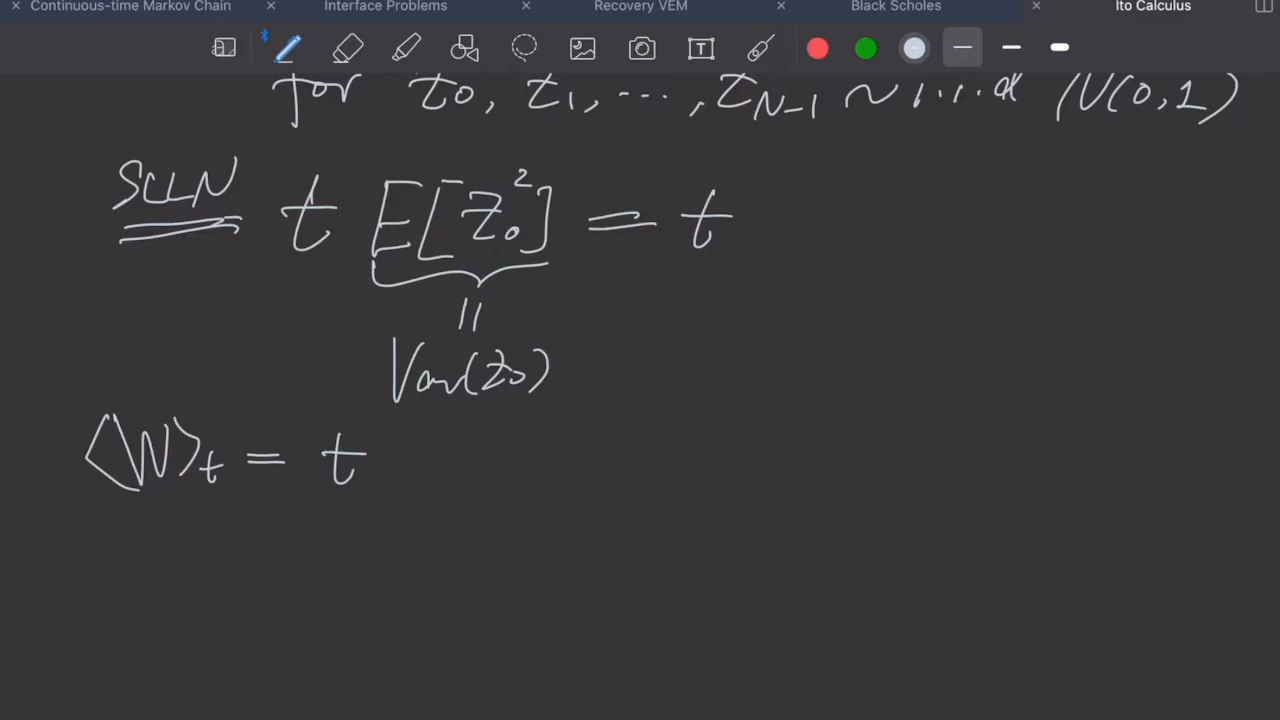 Continuous-time Markov Chain Interface Problems Recovery VEM Black Scholes Ito Calculus
for Z0, Z1, ..., ZN-1 ~ i.i.d N(0,1)
SLLN t E[Z0²] = t
||
Var(Z0)
⟨W⟩t = t